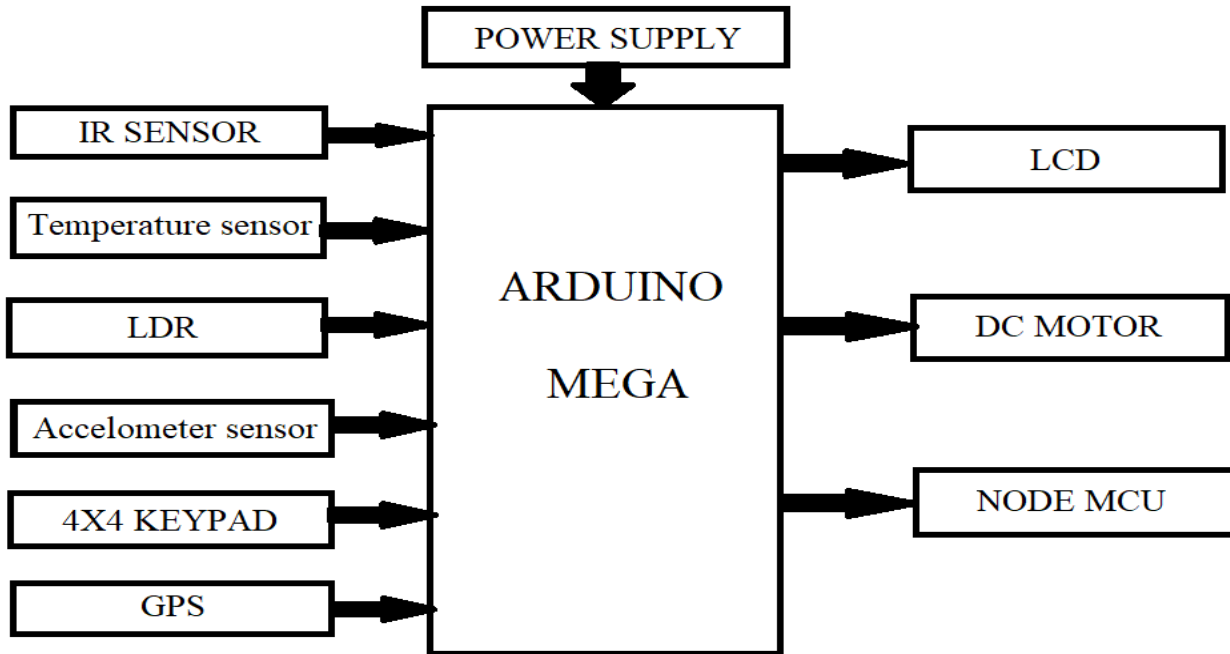 POWER SUPPLY
IR SENSOR
Temperature sensor
LDR
Accelometer sensor
4X4 KEYPAD
GPS
ARDUINO
MEGA
LCD
DC MOTOR
NODE MCU